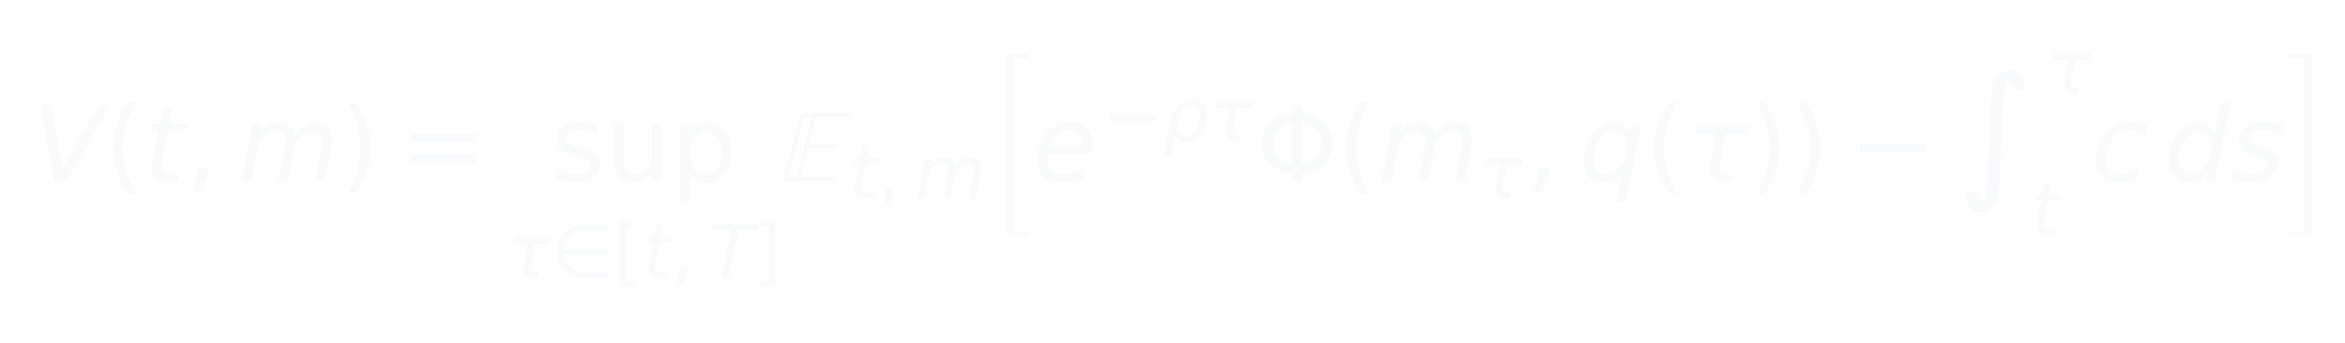 V(t, m) = sup_{τ∈[t, T]} 𝔼_{t, m} [ e^{−ρτ} Φ(m_τ, q(τ)) − ∫_t^τ c ds ]